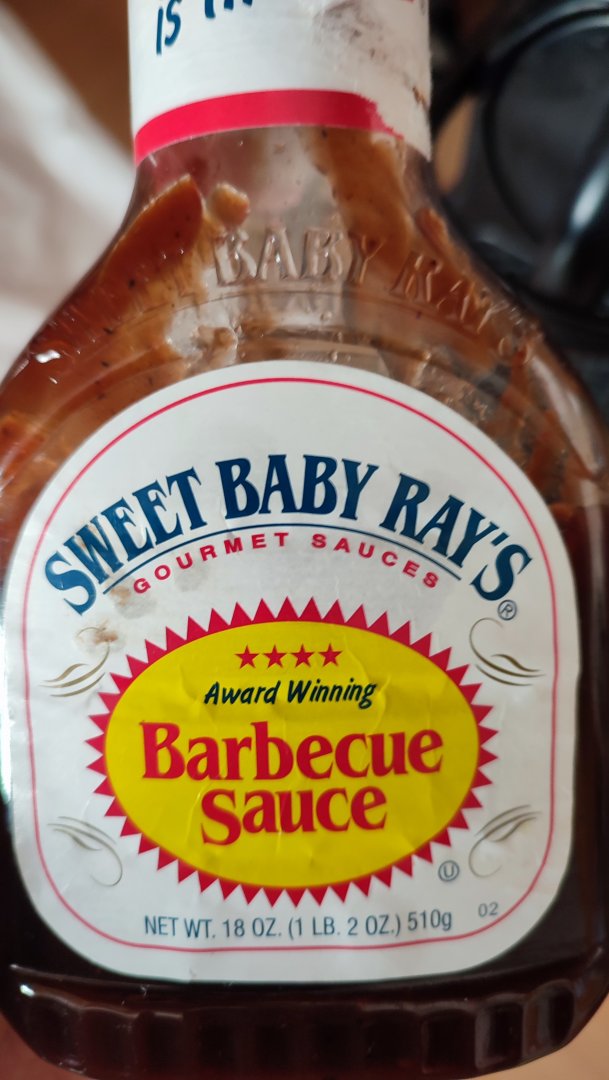 IS
BABY RAY'S
SWEET BABY RAY'S®
GOURMET SAUCES
Award Winning
Barbecue
Sauce
U
NET WT. 18 OZ. (1 LB. 2 OZ.) 510g 02